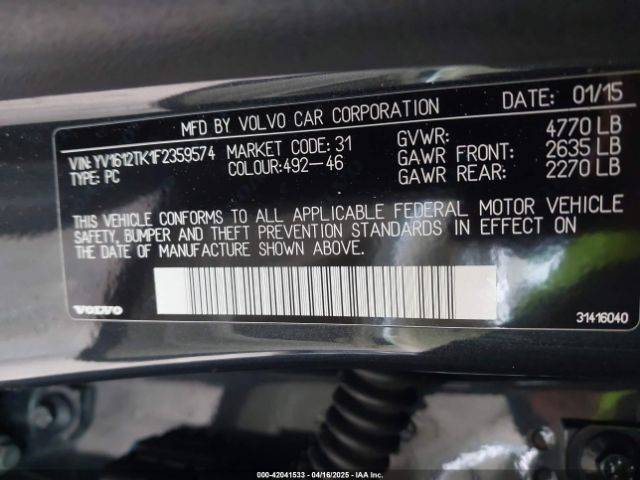 MFD BY VOLVO CAR CORPORATION DATE: 01/15
VIN: YV1612TK1F2359574 MARKET CODE: 31 GVWR: 4770 LB
TYPE: PC COLOUR: 492-46 GAWR FRONT: 2635 LB
GAWR REAR: 2270 LB
THIS VEHICLE CONFORMS TO ALL APPLICABLE FEDERAL MOTOR VEHICLE
SAFETY, BUMPER AND THEFT PREVENTION STANDARDS IN EFFECT ON
THE DATE OF MANUFACTURE SHOWN ABOVE.
VOLVO 31416040
000-42041533 - 04/16/2025 - IAA Inc.